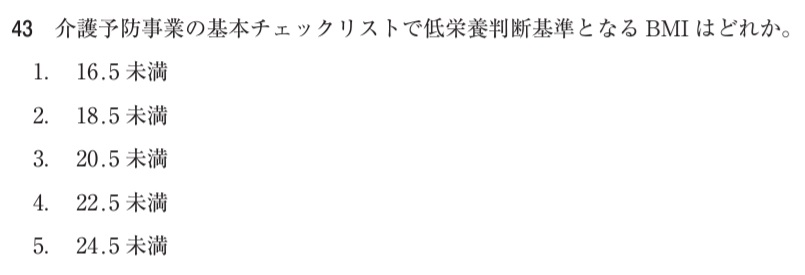 43 介護予防事業の基本チェックリストで低栄養判断基準となる BMI はどれか。
1. 16.5 未満
2. 18.5 未満
3. 20.5 未満
4. 22.5 未満
5. 24.5 未満